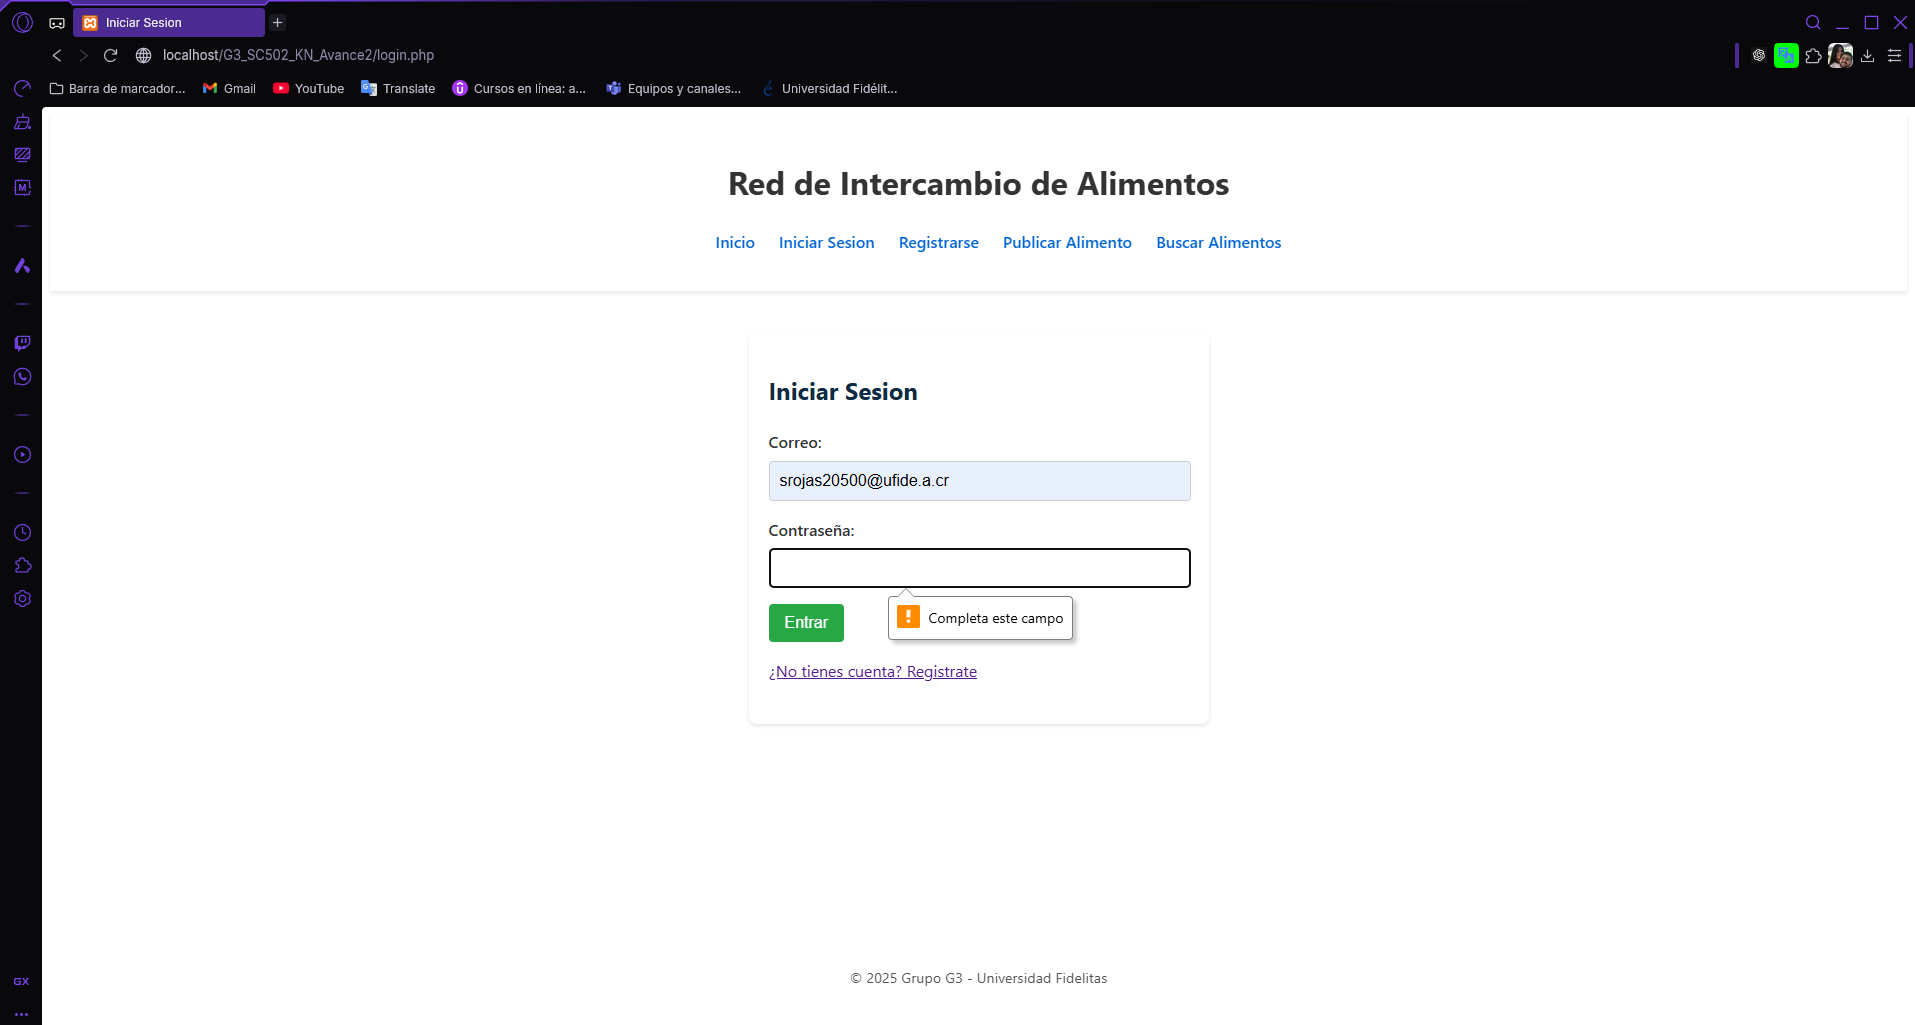 Iniciar Sesion
localhost/G3_SC502_KN_Avance2/login.php
Barra de marcador... Gmail YouTube Translate Cursos en línea: a... Equipos y canales... Universidad Fidélit...
M
Red de Intercambio de Alimentos
Inicio Iniciar Sesion Registrarse Publicar Alimento Buscar Alimentos
Iniciar Sesion
Correo:
srojas20500@ufide.a.cr
Contraseña:
Entrar
! Completa este campo
¿No tienes cuenta? Registrate
© 2025 Grupo G3 - Universidad Fidelitas
GX